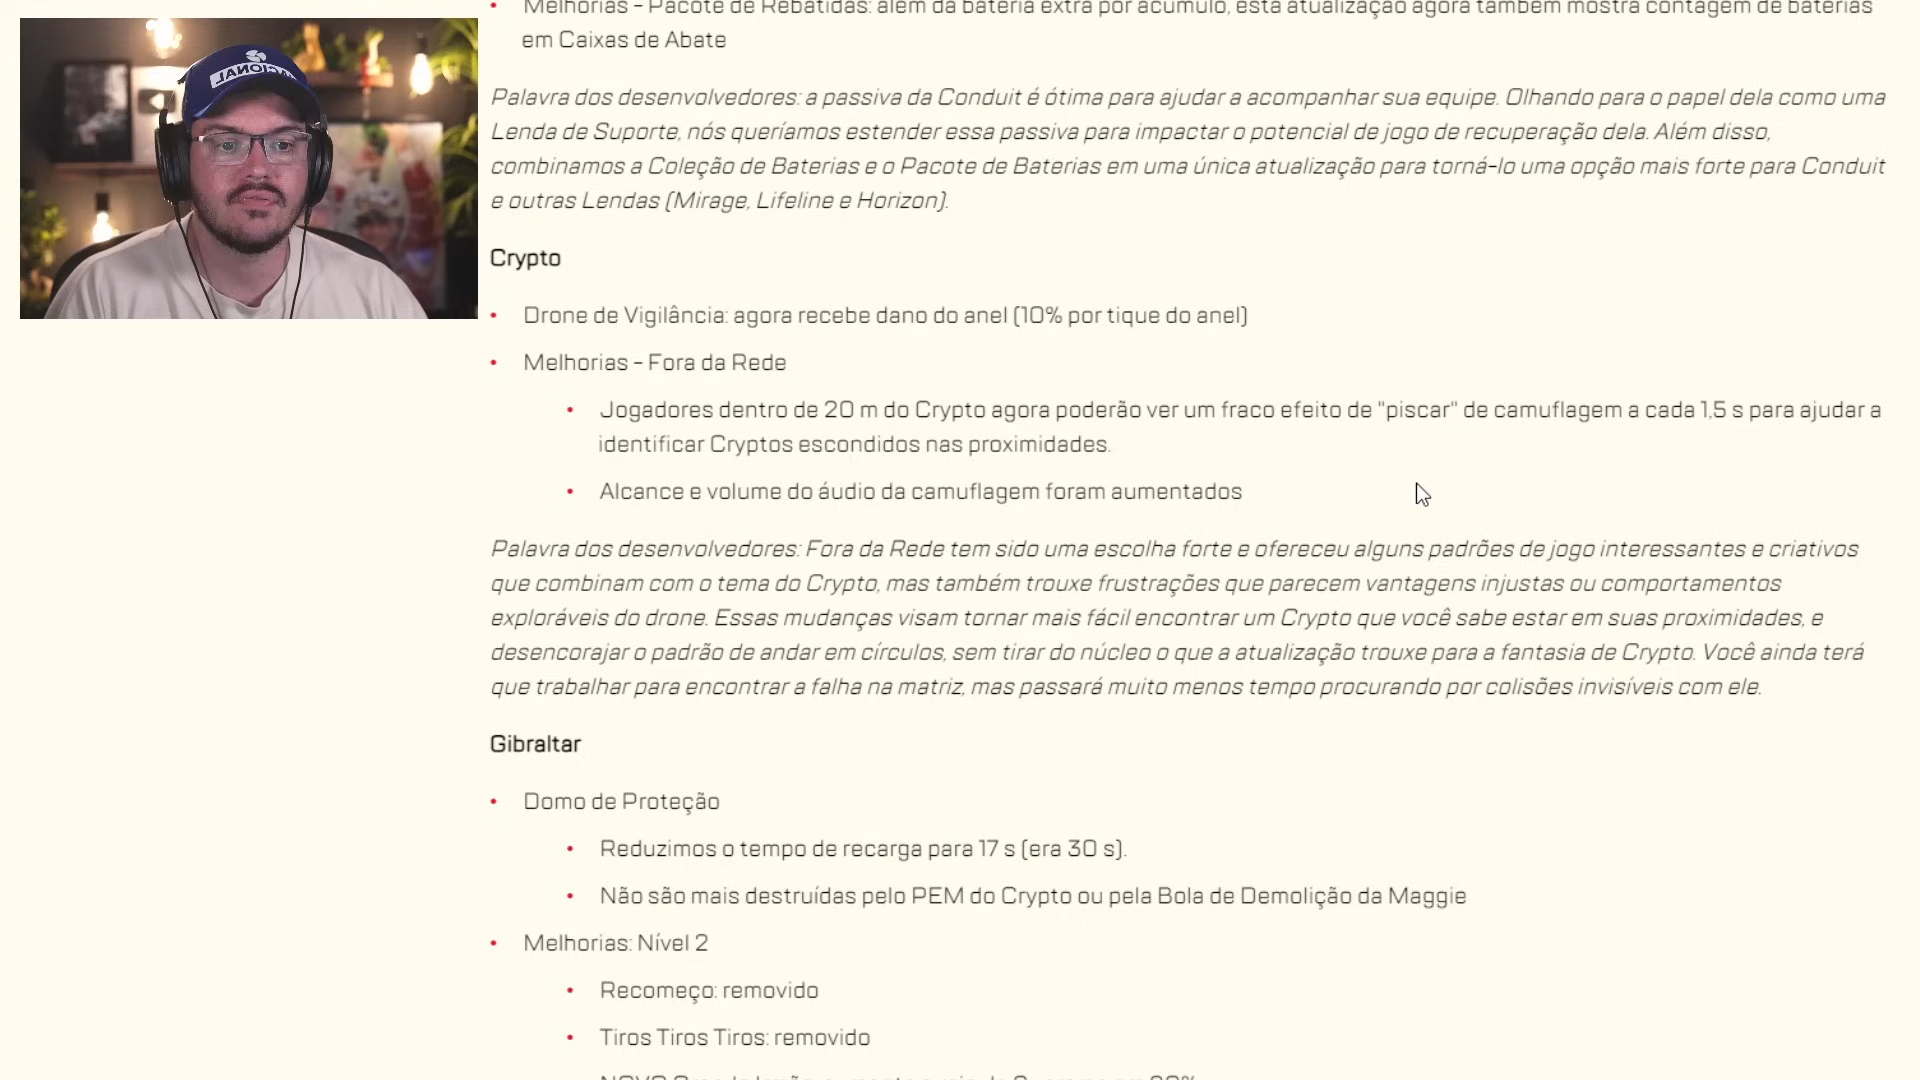 NACIONAL
Melhorias - Pacote de Rebatidas: além da bateria extra por acúmulo, esta atualização agora também mostra contagem de baterias
em Caixas de Abate
Palavra dos desenvolvedores: a passiva da Conduit é ótima para ajudar a acompanhar sua equipe. Olhando para o papel dela como uma
Lenda de Suporte, nós queríamos estender essa passiva para impactar o potencial de jogo de recuperação dela. Além disso,
combinamos a Coleção de Baterias e o Pacote de Baterias em uma única atualização para torná-lo uma opção mais forte para Conduit
e outras Lendas (Mirage, Lifeline e Horizon).
Crypto
• Drone de Vigilância: agora recebe dano do anel (10% por tique do anel)
• Melhorias - Fora da Rede
• Jogadores dentro de 20 m do Crypto agora poderão ver um fraco efeito de "piscar" de camuflagem a cada 1,5 s para ajudar a
identificar Cryptos escondidos nas proximidades.
• Alcance e volume do áudio da camuflagem foram aumentados
Palavra dos desenvolvedores: Fora da Rede tem sido uma escolha forte e ofereceu alguns padrões de jogo interessantes e criativos
que combinam com o tema do Crypto, mas também trouxe frustrações que parecem vantagens injustas ou comportamentos
exploráveis do drone. Essas mudanças visam tornar mais fácil encontrar um Crypto que você sabe estar em suas proximidades, e
desencorajar o padrão de andar em círculos, sem tirar do núcleo o que a atualização trouxe para a fantasia de Crypto. Você ainda terá
que trabalhar para encontrar a falha na matriz, mas passará muito menos tempo procurando por colisões invisíveis com ele.
Gibraltar
• Domo de Proteção
• Reduzimos o tempo de recarga para 17 s (era 30 s).
• Não são mais destruídas pelo PEM do Crypto ou pela Bola de Demolição da Maggie
• Melhorias: Nível 2
• Recomeço: removido
• Tiros Tiros Tiros: removido